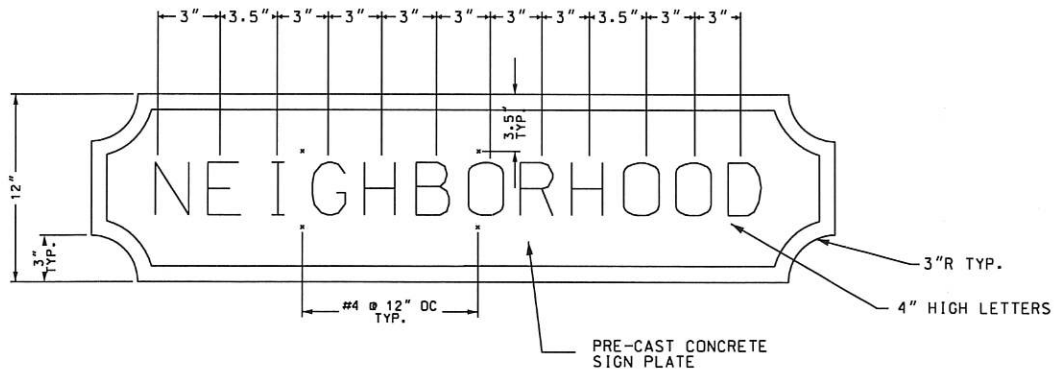 3" 3.5" 3" 3" 3" 3" 3" 3" 3.5" 3" 3"
3.5"
TYP.
NEIGHBORHOOD
12"
3"
TYP.
3"R TYP.
#4 @ 12" OC
TYP.
4" HIGH LETTERS
PRE-CAST CONCRETE
SIGN PLATE